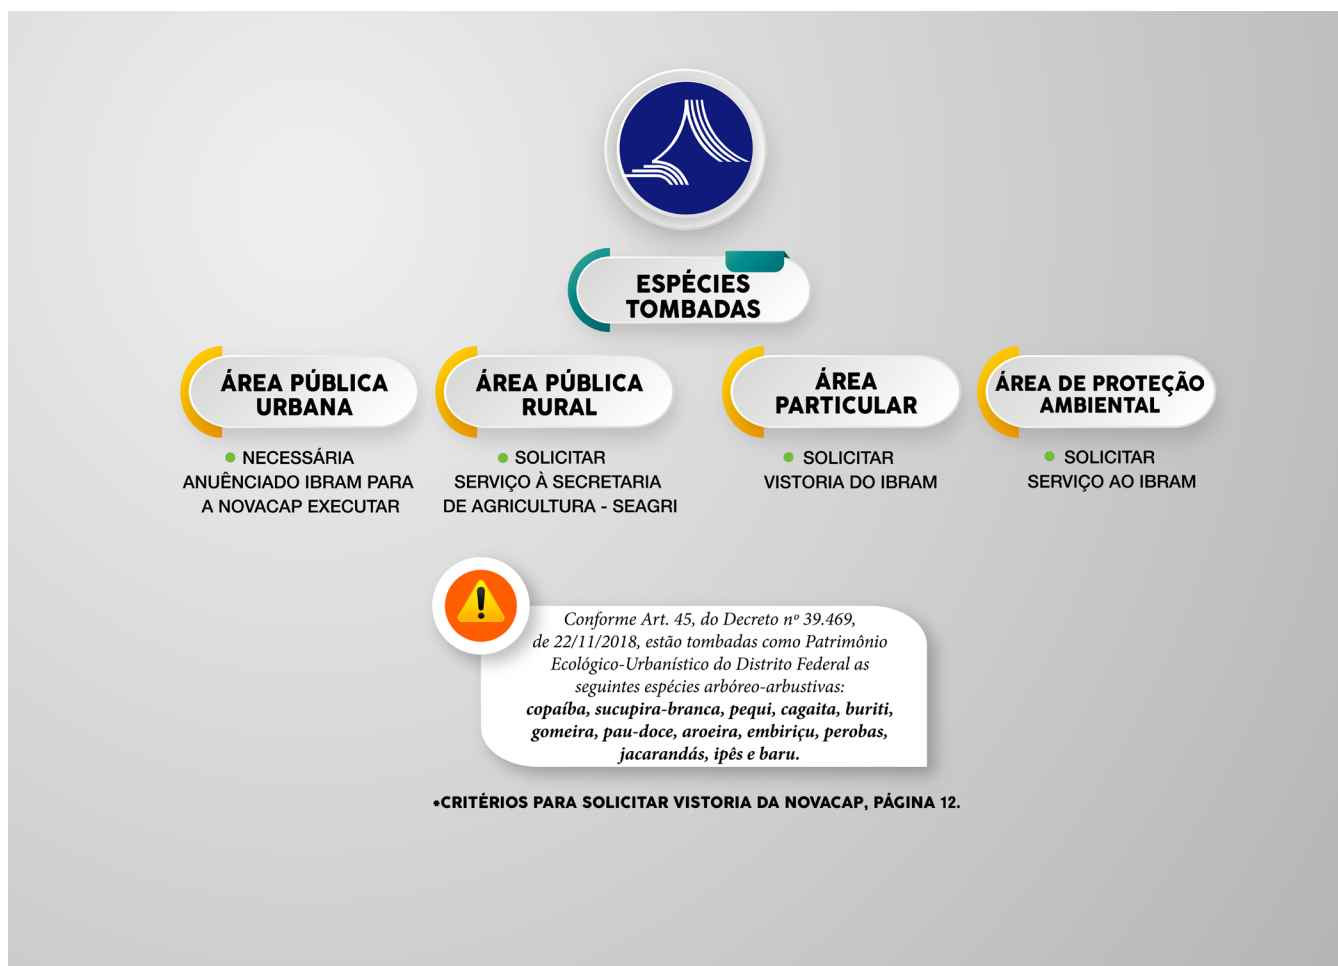 ESPÉCIES
TOMBADAS
ÁREA PÚBLICA
URBANA
NECESSÁRIA
ANUÊNCIADO IBRAM PARA
A NOVACAP EXECUTAR
ÁREA PÚBLICA
RURAL
SOLICITAR
SERVIÇO À SECRETARIA
DE AGRICULTURA - SEAGRI
ÁREA
PARTICULAR
SOLICITAR
VISTORIA DO IBRAM
ÁREA DE PROTEÇÃO
AMBIENTAL
SOLICITAR
SERVIÇO AO IBRAM
Conforme Art. 45, do Decreto nº 39.469,
de 22/11/2018, estão tombadas como Patrimônio
Ecológico-Urbanístico do Distrito Federal as
seguintes espécies arbóreo-arbustivas:
copaíba, sucupira-branca, pequi, cagaita, buriti,
gomeira, pau-doce, aroeira, embiriçu, perobas,
jacarandás, ipês e baru.
*CRITÉRIOS PARA SOLICITAR VISTORIA DA NOVACAP, PÁGINA 12.